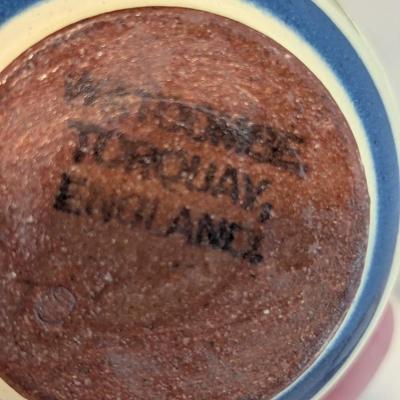 WATCOMBE,
TORQUAY,
ENGLAND.